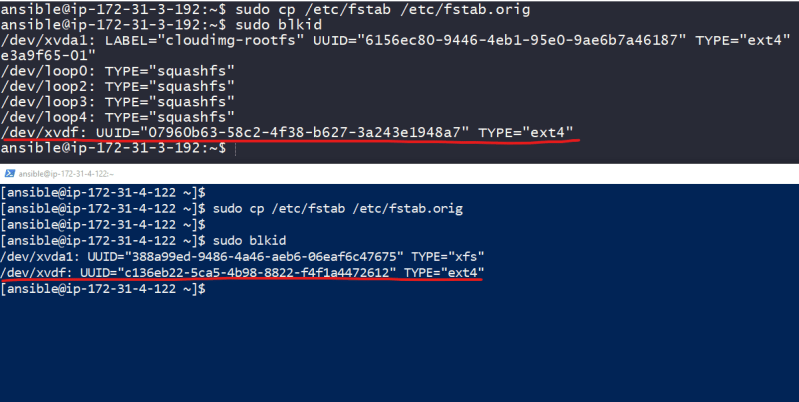 ansible@ip-172-31-3-192:~$ sudo cp /etc/fstab /etc/fstab.orig
ansible@ip-172-31-3-192:~$ sudo blkid
/dev/xvda1: LABEL="cloudimg-rootfs" UUID="6156ec80-9446-4eb1-95e0-9ae6b7a46187" TYPE="ext4"
e3a9f65-01"
/dev/loop0: TYPE="squashfs"
/dev/loop2: TYPE="squashfs"
/dev/loop3: TYPE="squashfs"
/dev/loop4: TYPE="squashfs"
/dev/xvdf: UUID="07960b63-58c2-4f38-b627-3a243e1948a7" TYPE="ext4"
ansible@ip-172-31-3-192:~$
ansible@ip-172-31-4-122:~
[ansible@ip-172-31-4-122 ~]$
[ansible@ip-172-31-4-122 ~]$ sudo cp /etc/fstab /etc/fstab.orig
[ansible@ip-172-31-4-122 ~]$
[ansible@ip-172-31-4-122 ~]$ sudo blkid
/dev/xvda1: UUID="388a99ed-9486-4a46-aeb6-06eaf6c47675" TYPE="xfs"
/dev/xvdf: UUID="c136eb22-5ca5-4b98-8822-f4f1a4472612" TYPE="ext4"
[ansible@ip-172-31-4-122 ~]$